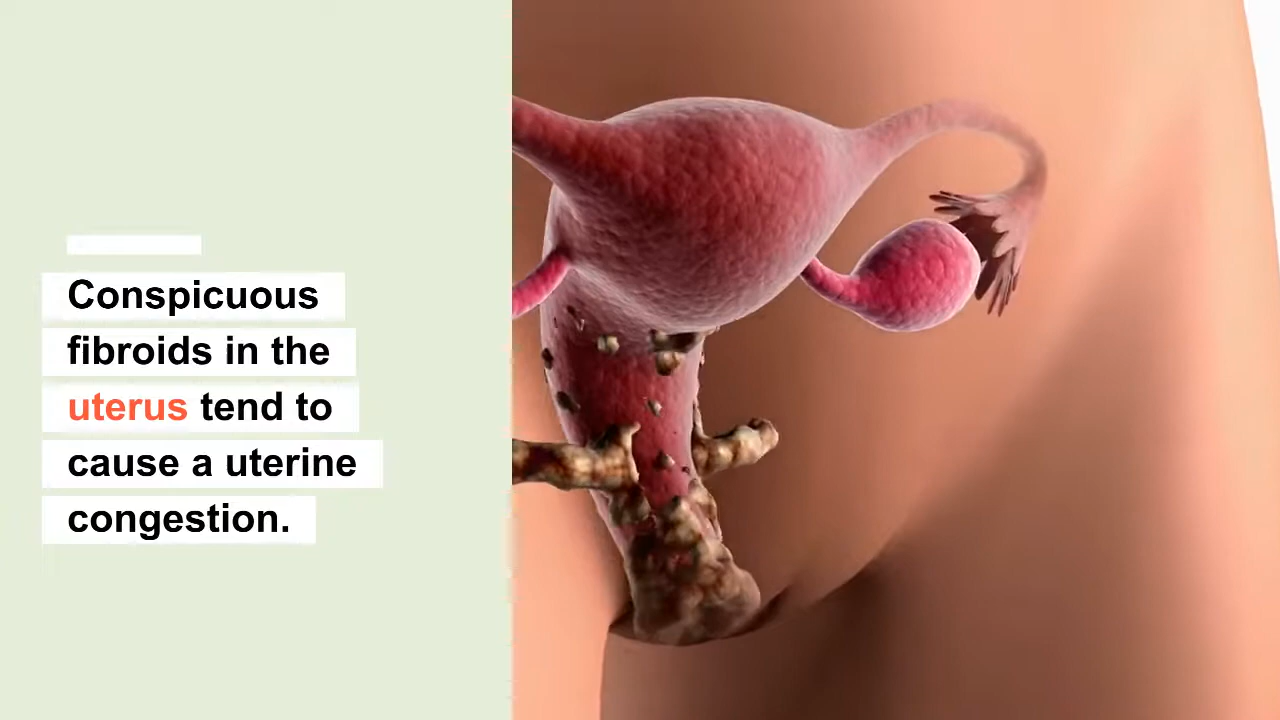 Conspicuous
fibroids in the
uterus tend to
cause a uterine
congestion.